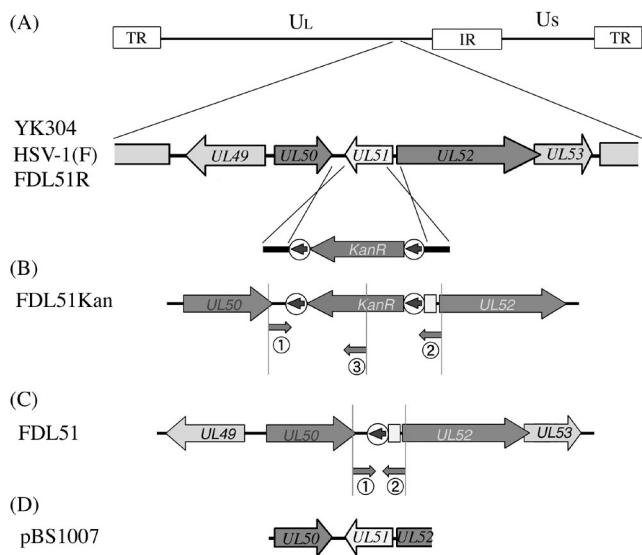 (A)
UL US
TR IR TR
YK304
HSV-1(F)
FDL51R
UL49 UL50 UL51 UL52 UL53
KanR
(B)
FDL51Kan
UL50 KanR UL52
① ③ ②
(C)
FDL51
UL49 UL50 UL52 UL53
① ②
(D)
pBS1007
UL50 UL51 UL52